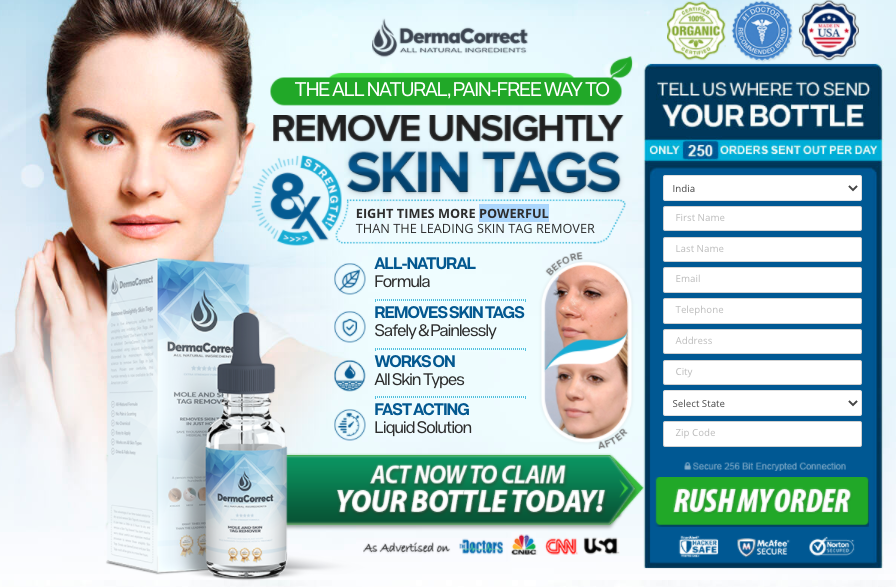 DermaCorrect
ALL NATURAL INGREDIENTS
CERTIFIED
100%
ORGANIC
CERTIFIED
#1 DOCTOR
RECOMMENDED BRAND
MADE IN
USA
THE ALL NATURAL, PAIN-FREE WAY TO
REMOVE UNSIGHTLY
SKIN TAGS
8X
STRENGTH!
>>>>
EIGHT TIMES MORE POWERFUL
THAN THE LEADING SKIN TAG REMOVER
ALL-NATURAL
Formula
REMOVES SKIN TAGS
Safely & Painlessly
WORKS ON
All Skin Types
FAST ACTING
Liquid Solution
BEFORE
AFTER
DermaCorrect
DermaCorrect
ALL NATURAL
MOLE AND
TAG
DermaCorrect
MOLE AND SKIN
TAG REMOVER
ACT NOW TO CLAIM
YOUR BOTTLE TODAY!
As Advertised on
The Doctors
CNBC
CNN
USA
TELL US WHERE TO SEND
YOUR BOTTLE
ONLY 250 ORDERS SENT OUT PER DAY
India
First Name
Last Name
Email
Telephone
Address
City
Select State
Zip Code
Secure 256 Bit Encrypted Connection
RUSH MY ORDER
HACKER
SAFE
McAfee
SECURE
Norton
SECURED